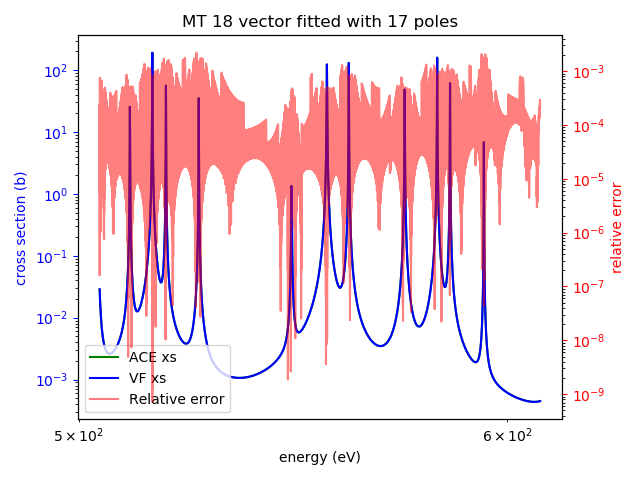 MT 18 vector fitted with 17 poles
10²
10¹
10⁰
10⁻¹
10⁻²
10⁻³
cross section (b)
10⁻³
10⁻⁴
10⁻⁵
10⁻⁶
10⁻⁷
10⁻⁸
10⁻⁹
relative error
ACE xs
VF xs
Relative error
5 × 10²
6 × 10²
energy (eV)